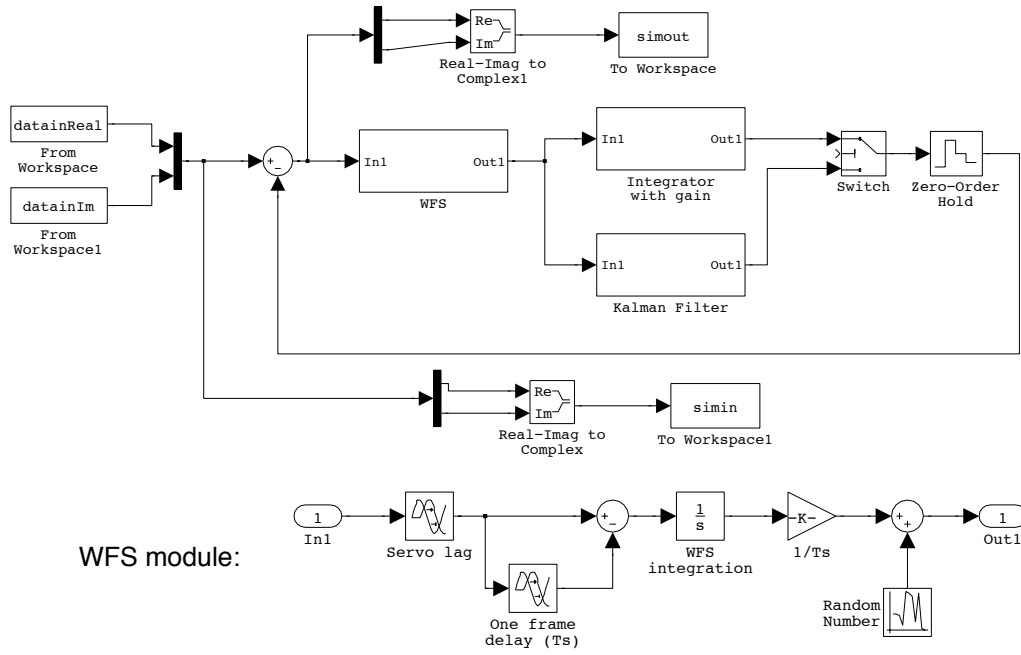 Re
Im
Real-Imag to
Complex1
simout
To Workspace
datainReal
From
Workspace
datainIm
From
Workspace1
+
-
In1
Out1
WFS
In1
Out1
Integrator
with gain
In1
Out1
Kalman Filter
Switch
Zero-Order
Hold
Re
Im
Real-Imag to
Complex
simin
To Workspace1
WFS module:
1
In1
Servo lag
One frame
delay (Ts)
+
-
1
s
WFS
integration
-K-
1/Ts
+
+
Random
Number
1
Out1